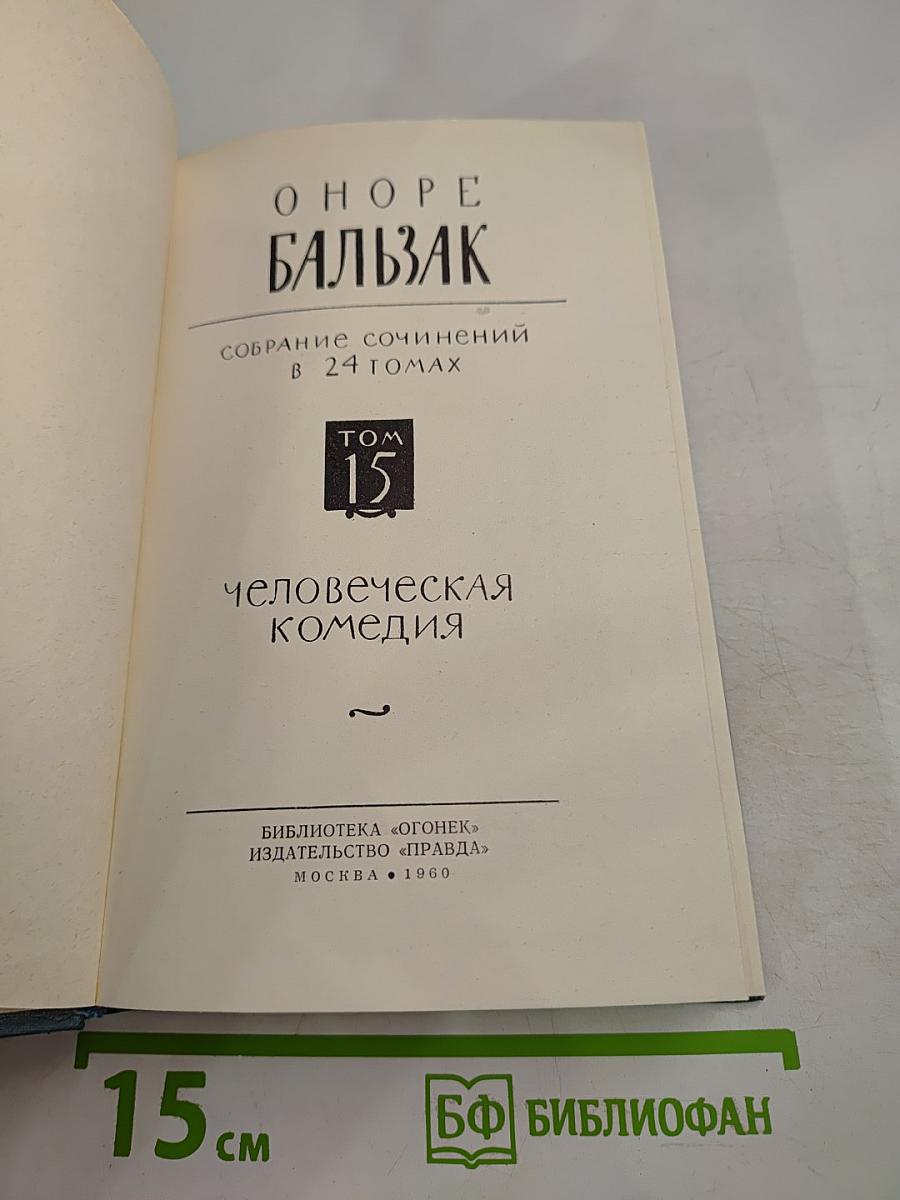 ОНОРЕ
БАЛЬЗАК
СОБРАНИЕ СОЧИНЕНИЙ
В 24 ТОМАХ
ТОМ
15
ЧЕЛОВЕЧЕСКАЯ
КОМЕДИЯ
БИБЛИОТЕКА «ОГОНЕК»
ИЗДАТЕЛЬСТВО «ПРАВДА»
МОСКВА • 1960
15 см
БФ БИБЛИОФАН